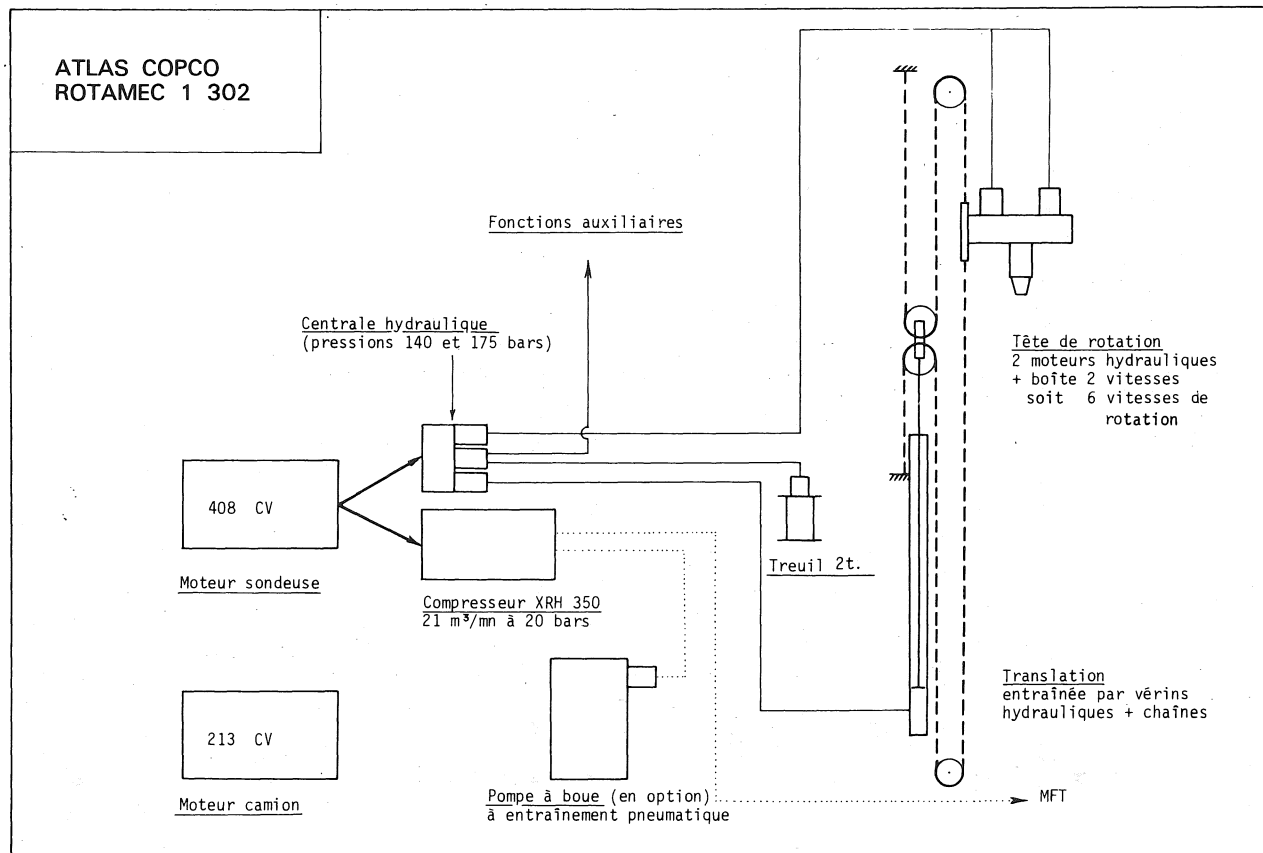 ATLAS COPCO
ROTAMEC 1 302
Fonctions auxiliaires
Centrale hydraulique
(pressions 140 et 175 bars)
Tête de rotation
2 moteurs hydrauliques
+ boîte 2 vitesses
soit 6 vitesses de
rotation
408 CV
Moteur sondeuse
Treuil 2t.
Compresseur XRH 350
21 m³/mn à 20 bars
Translation
entraînée par vérins
hydrauliques + chaînes
213 CV
Moteur camion
Pompe à boue (en option)
à entraînement pneumatique
MFT